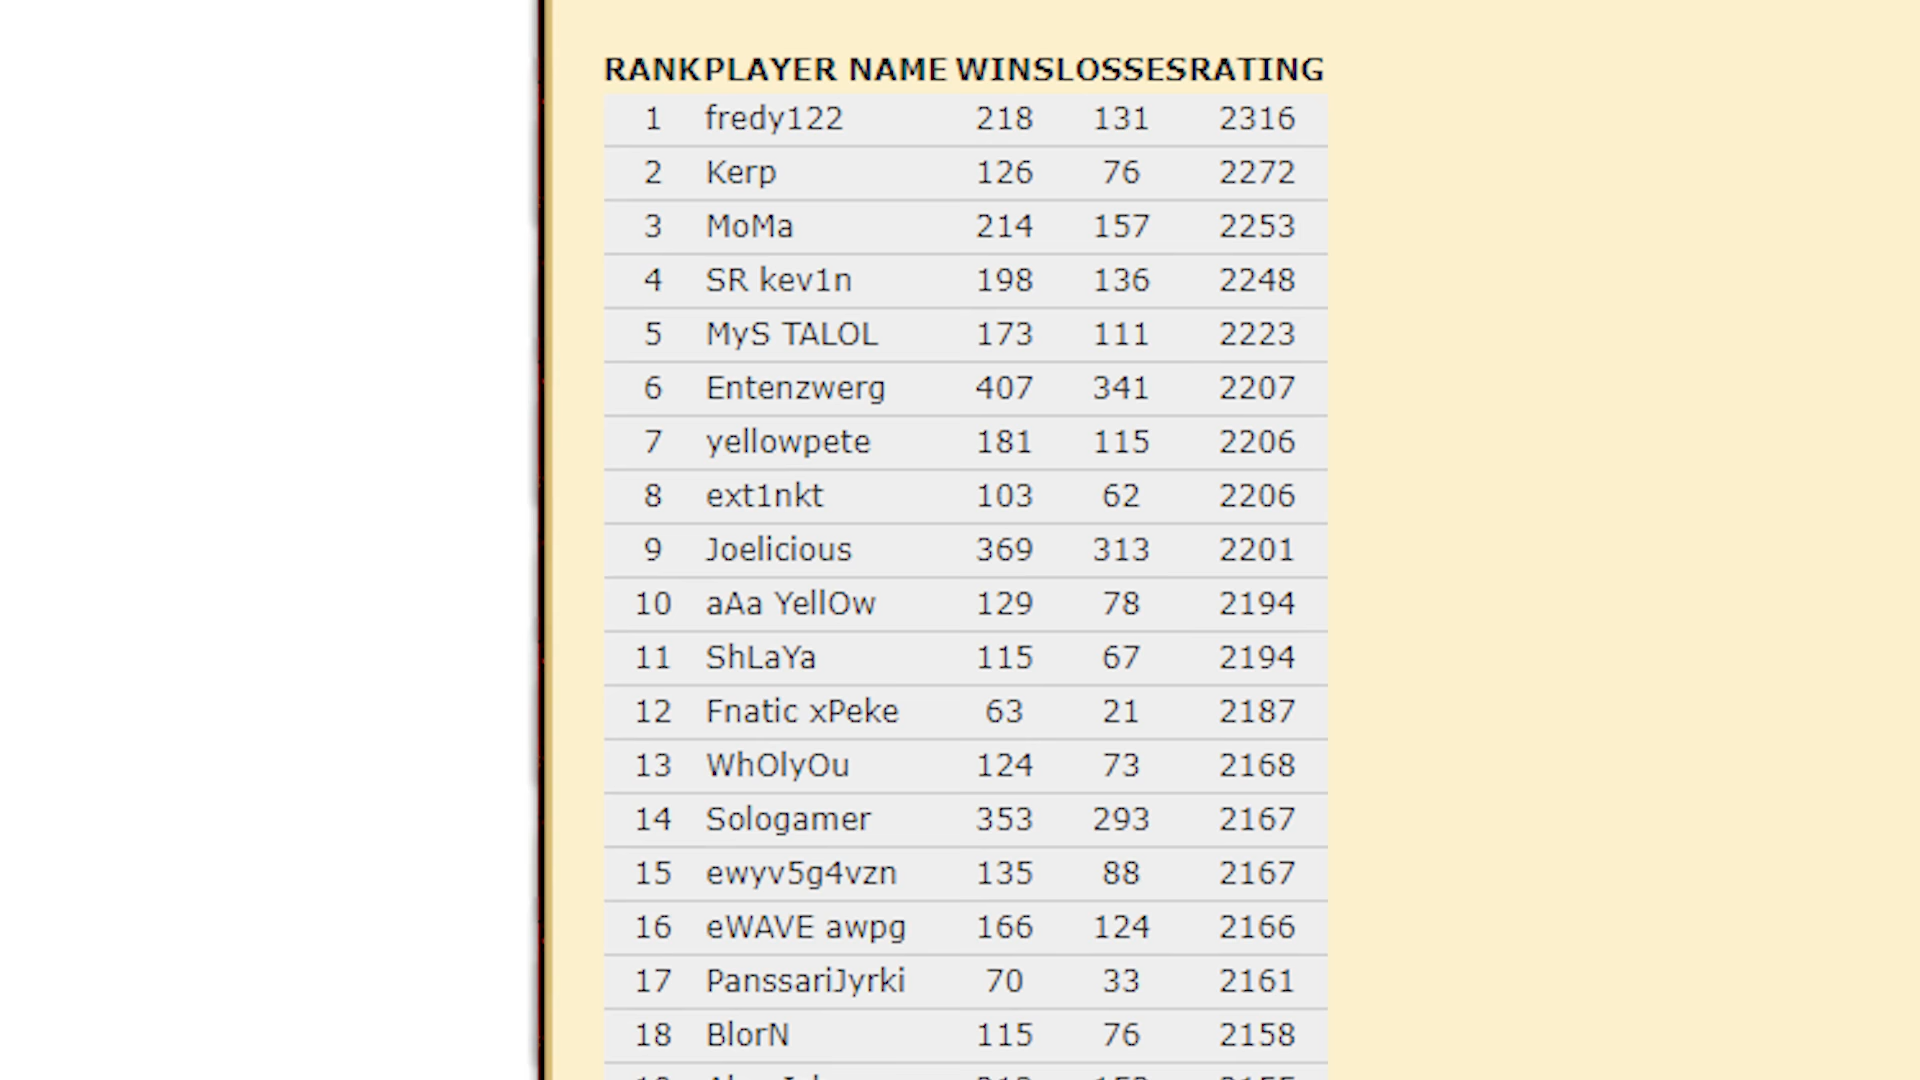 RANK PLAYER NAME WINS LOSSES RATING
1 fredy122 218 131 2316
2 Kerp 126 76 2272
3 MoMa 214 157 2253
4 SR kev1n 198 136 2248
5 MyS TALOL 173 111 2223
6 Entenzwerg 407 341 2207
7 yellowpete 181 115 2206
8 ext1nkt 103 62 2206
9 Joelicious 369 313 2201
10 aAa YellOw 129 78 2194
11 ShLaYa 115 67 2194
12 Fnatic xPeke 63 21 2187
13 WhOlyOu 124 73 2168
14 Sologamer 353 293 2167
15 ewyv5g4vzn 135 88 2167
16 eWAVE awpg 166 124 2166
17 PanssariJyrki 70 33 2161
18 BlorN 115 76 2158